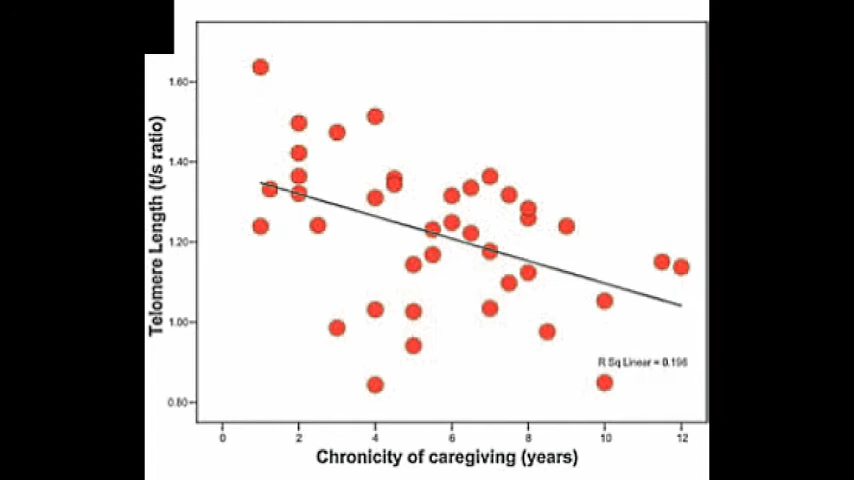 1.60
1.40
1.20
1.00
0.80
Telomere Length (t/s ratio)
R Sq Linear = 0.196
0 2 4 6 8 10 12
Chronicity of caregiving (years)